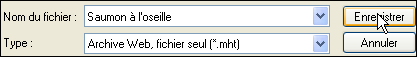 Nom du fichier : Saumon à l'oseille Enregistrer
Type : Archive Web, fichier seul (*.mht) Annuler